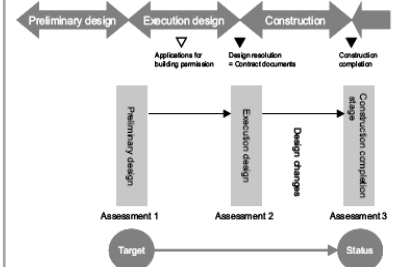 Preliminary design
Execution design
Construction
Applications for
building permission
Design resolution
= Contract documents
Construction
completion
Preliminary design
Execution design
Design changes
Construction completion
stage
Assessment 1
Assessment 2
Assessment 3
Target
Status